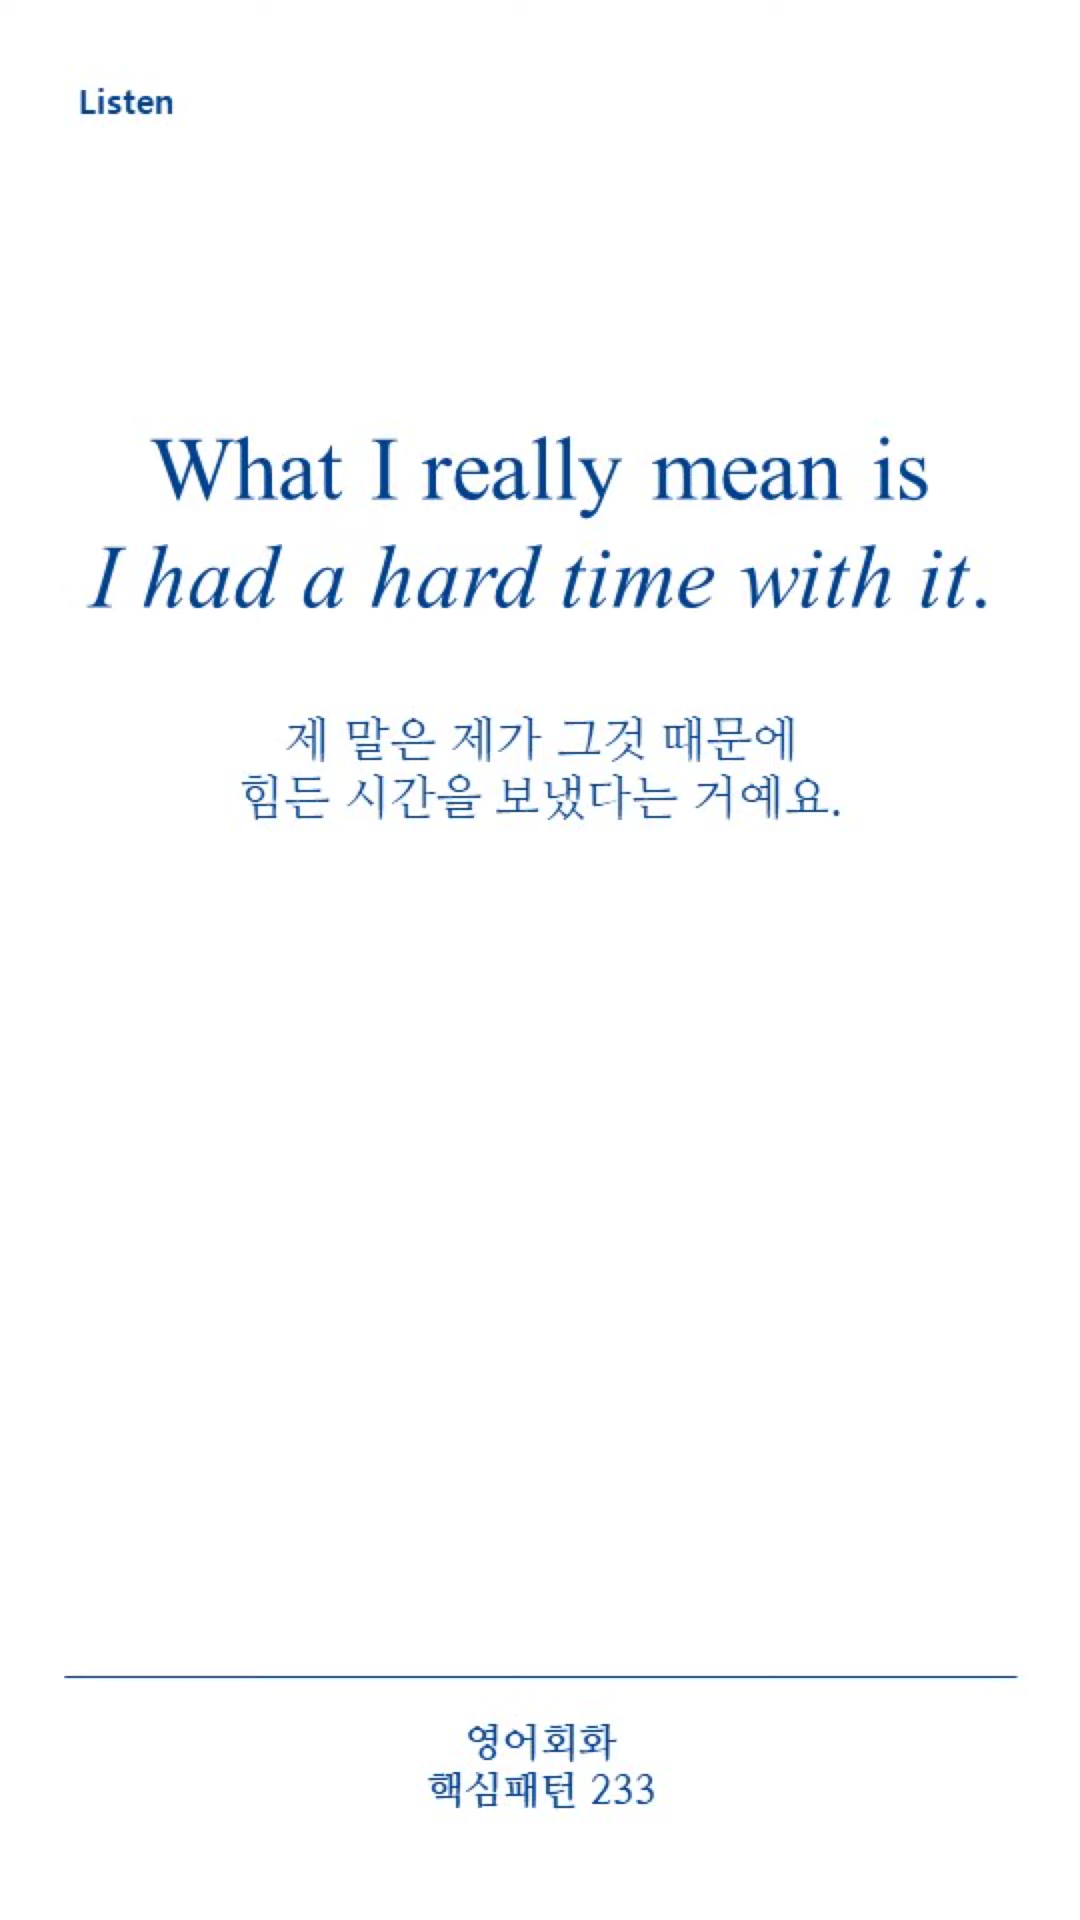 Listen
What I really mean is
I had a hard time with it.
제 말은 제가 그것 때문에
힘든 시간을 보냈다는 거예요.
영어회화
핵심패턴 233